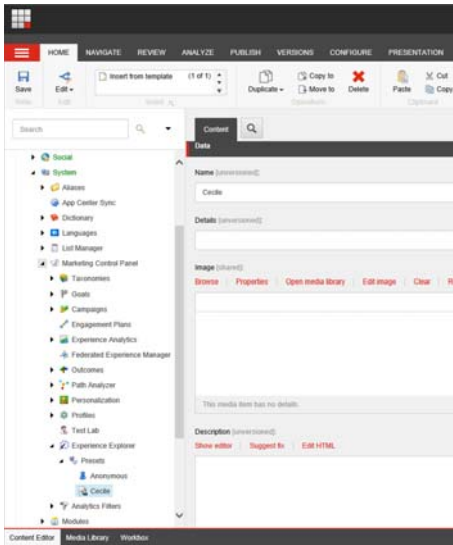 HOME NAVIGATE REVIEW ANALYZE PUBLISH VERSIONS CONFIGURE PRESENTATION
Save Edit Insert from template (1 of 1) Duplicate Copy to Move to Delete Paste Cut Copy
Write Edit Insert Operations Clipboard
Search
Content
Data
Social
System
Aliases
App Center Sync
Dictionary
Languages
List Manager
Marketing Control Panel
Taxonomies
Goals
Campaigns
Engagement Plans
Experience Analytics
Federated Experience Manager
Outcomes
Path Analyzer
Personalization
Profiles
Test Lab
Experience Explorer
Presets
Anonymous
Cecile
Analytics Filters
Modules
Name [unversioned]:
Cecile
Details [unversioned]:
Image [shared]:
Browse Properties Open media library Edit image Clear R
This media item has no details.
Description [unversioned]:
Show editor Suggest fix Edit HTML
Content Editor Media Library Workbox